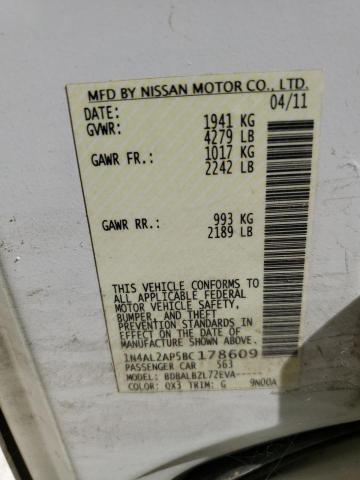 MFD BY NISSAN MOTOR CO., LTD.
DATE: 04/11
GVWR: 1941 KG
4279 LB
GAWR FR.: 1017 KG
2242 LB
GAWR RR.: 993 KG
2189 LB
THIS VEHICLE CONFORMS TO
ALL APPLICABLE FEDERAL
MOTOR VEHICLE SAFETY,
BUMPER, AND THEFT
PREVENTION STANDARDS IN
EFFECT ON THE DATE OF
MANUFACTURE SHOWN ABOVE.
1N4AL2AP5BC178609
PASSENGER CAR 563
MODEL: BDBALBZL72EVA----
COLOR: QX3 TRIM: G 9N00A